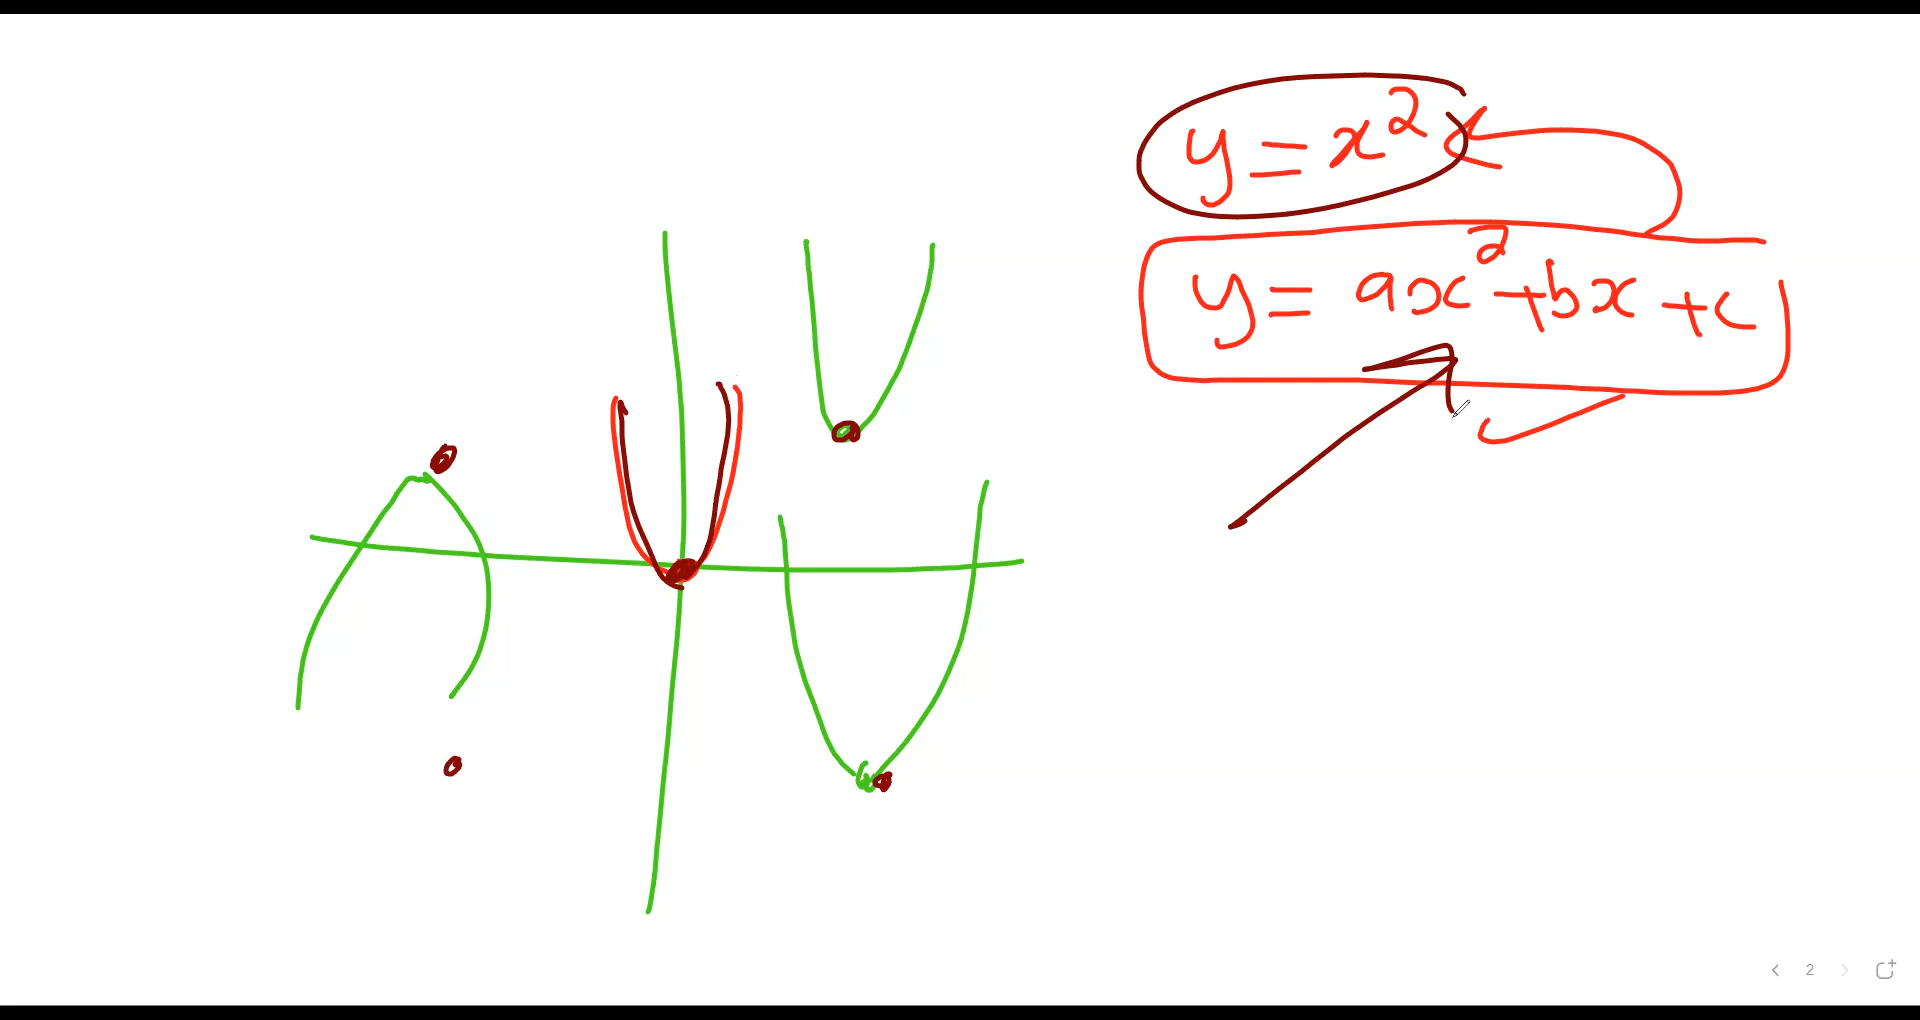 y = x²
y = ax² + bx + c
2